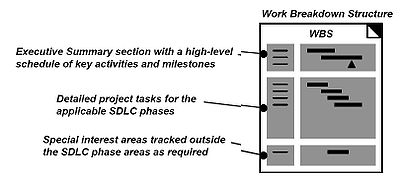 Work Breakdown Structure
WBS
Executive Summary section with a high-level
schedule of key activities and milestones
Detailed project tasks for the
applicable SDLC phases
Special interest areas tracked outside
the SDLC phase areas as required